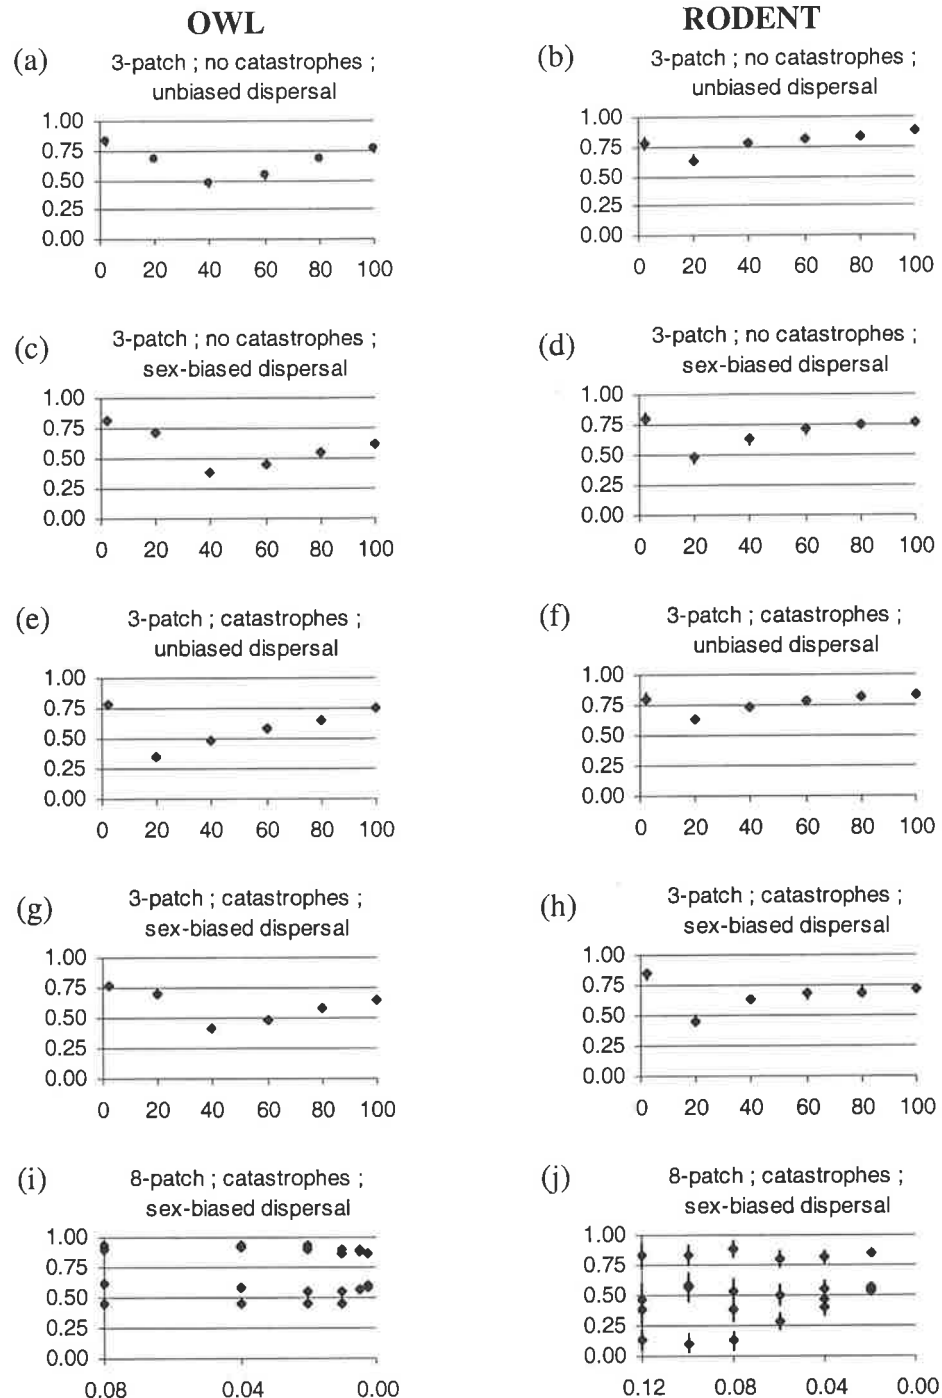 OWL
RODENT
(a)
3-patch ; no catastrophes ;
unbiased dispersal
1.00
0.75
0.50
0.25
0.00
0 20 40 60 80 100
(b)
3-patch ; no catastrophes ;
unbiased dispersal
1.00
0.75
0.50
0.25
0.00
0 20 40 60 80 100
(c)
3-patch ; no catastrophes ;
sex-biased dispersal
1.00
0.75
0.50
0.25
0.00
0 20 40 60 80 100
(d)
3-patch ; no catastrophes ;
sex-biased dispersal
1.00
0.75
0.50
0.25
0.00
0 20 40 60 80 100
(e)
3-patch ; catastrophes ;
unbiased dispersal
1.00
0.75
0.50
0.25
0.00
0 20 40 60 80 100
(f)
3-patch ; catastrophes ;
unbiased dispersal
1.00
0.75
0.50
0.25
0.00
0 20 40 60 80 100
(g)
3-patch ; catastrophes ;
sex-biased dispersal
1.00
0.75
0.50
0.25
0.00
0 20 40 60 80 100
(h)
3-patch ; catastrophes ;
sex-biased dispersal
1.00
0.75
0.50
0.25
0.00
0 20 40 60 80 100
(i)
8-patch ; catastrophes ;
sex-biased dispersal
1.00
0.75
0.50
0.25
0.00
0.08 0.04 0.00
(j)
8-patch ; catastrophes ;
sex-biased dispersal
1.00
0.75
0.50
0.25
0.00
0.12 0.08 0.04 0.00